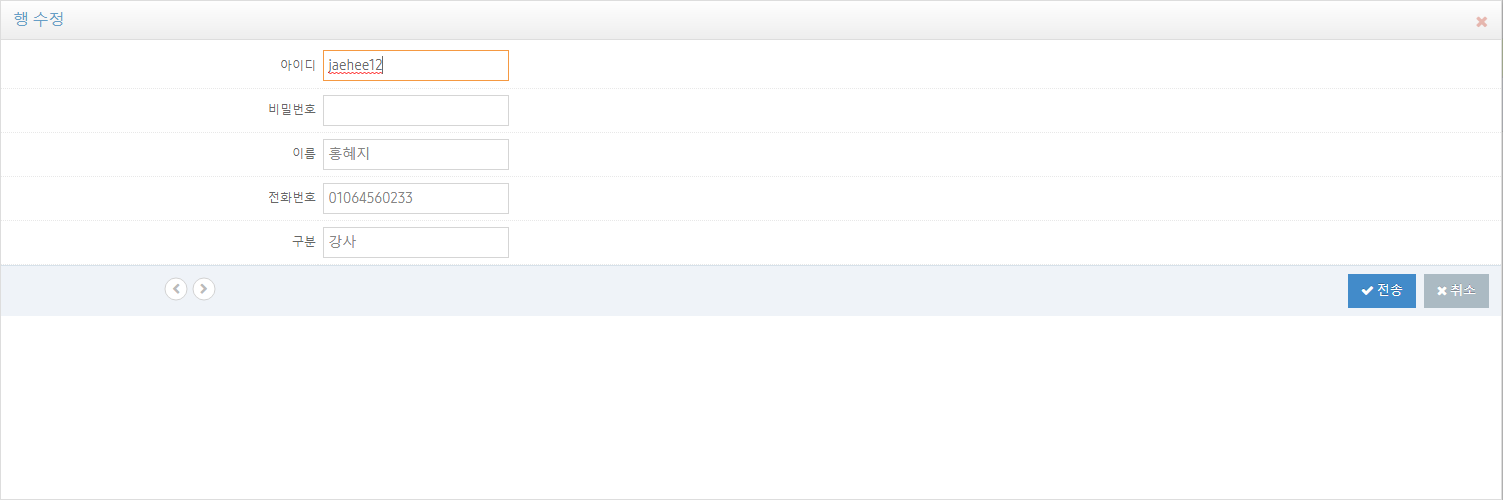 행 수정
아이디 jaehee12
비밀번호
이름 홍혜지
전화번호 01064560233
구분 강사
전송 취소